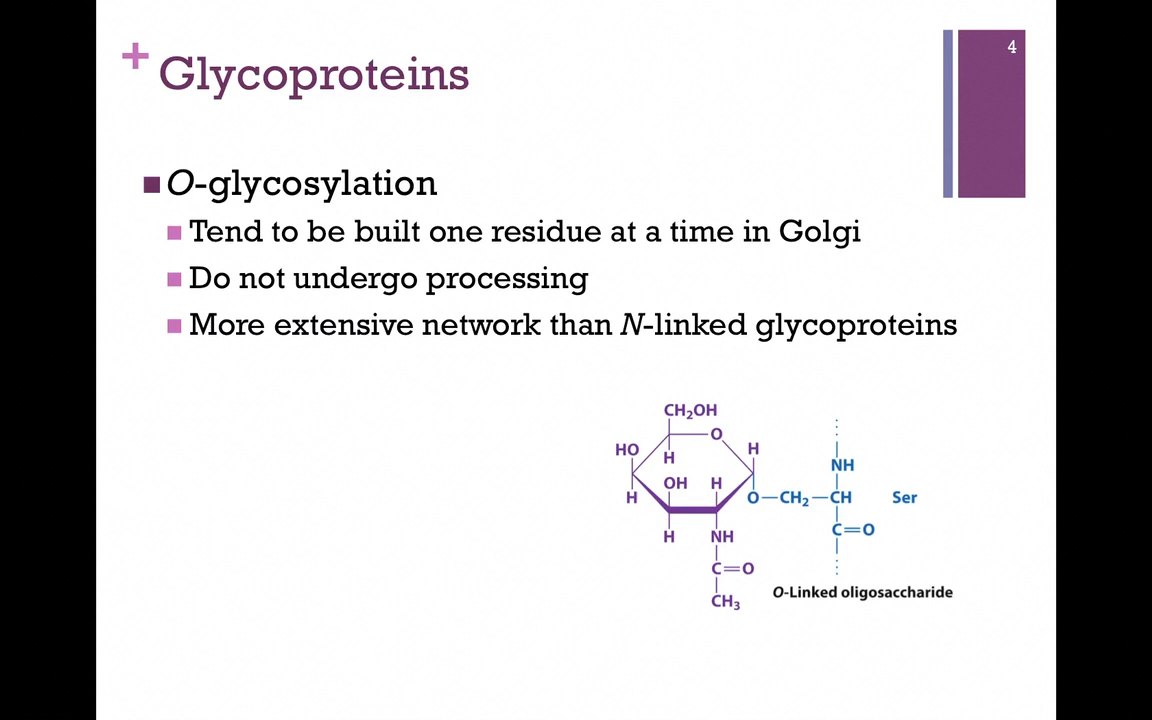 4
+ Glycoproteins
O-glycosylation
Tend to be built one residue at a time in Golgi
Do not undergo processing
More extensive network than N-linked glycoproteins
CH₂OH
O
HO
H
H
OH
H
H
O—CH₂—CH
Ser
NH
C=O
H
H
NH
C=O
CH₃
O-Linked oligosaccharide